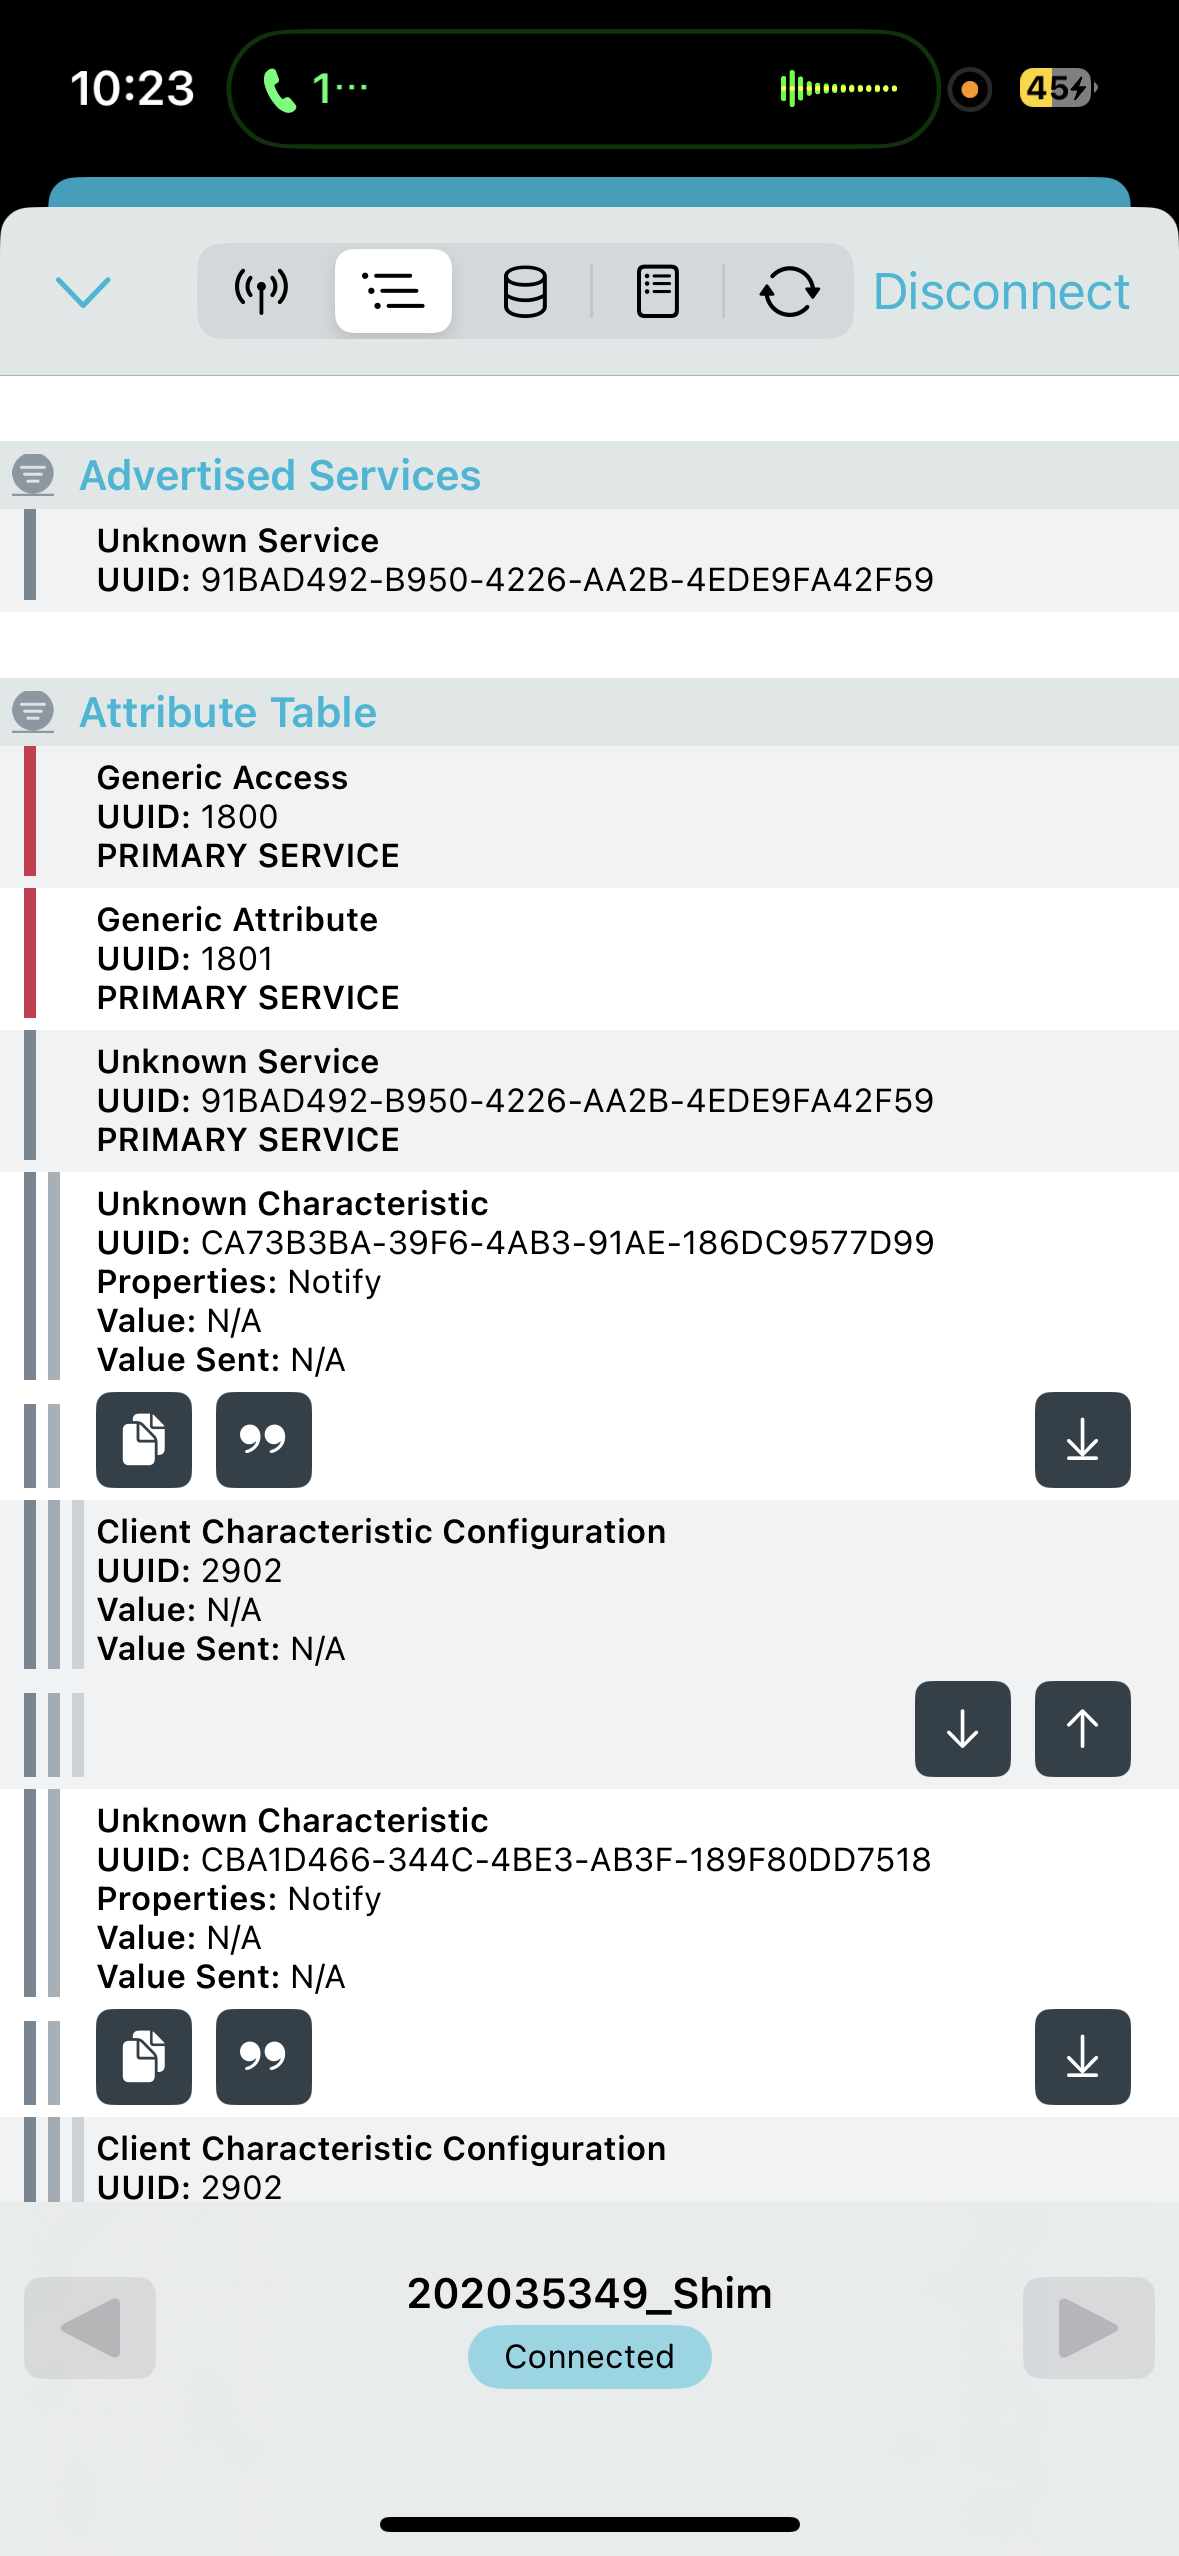 10:23
1···
45
Disconnect
Advertised Services
Unknown Service
UUID: 91BAD492-B950-4226-AA2B-4EDE9FA42F59
Attribute Table
Generic Access
UUID: 1800
PRIMARY SERVICE
Generic Attribute
UUID: 1801
PRIMARY SERVICE
Unknown Service
UUID: 91BAD492-B950-4226-AA2B-4EDE9FA42F59
PRIMARY SERVICE
Unknown Characteristic
UUID: CA73B3BA-39F6-4AB3-91AE-186DC9577D99
Properties: Notify
Value: N/A
Value Sent: N/A
Client Characteristic Configuration
UUID: 2902
Value: N/A
Value Sent: N/A
Unknown Characteristic
UUID: CBA1D466-344C-4BE3-AB3F-189F80DD7518
Properties: Notify
Value: N/A
Value Sent: N/A
Client Characteristic Configuration
UUID: 2902
202035349_Shim
Connected